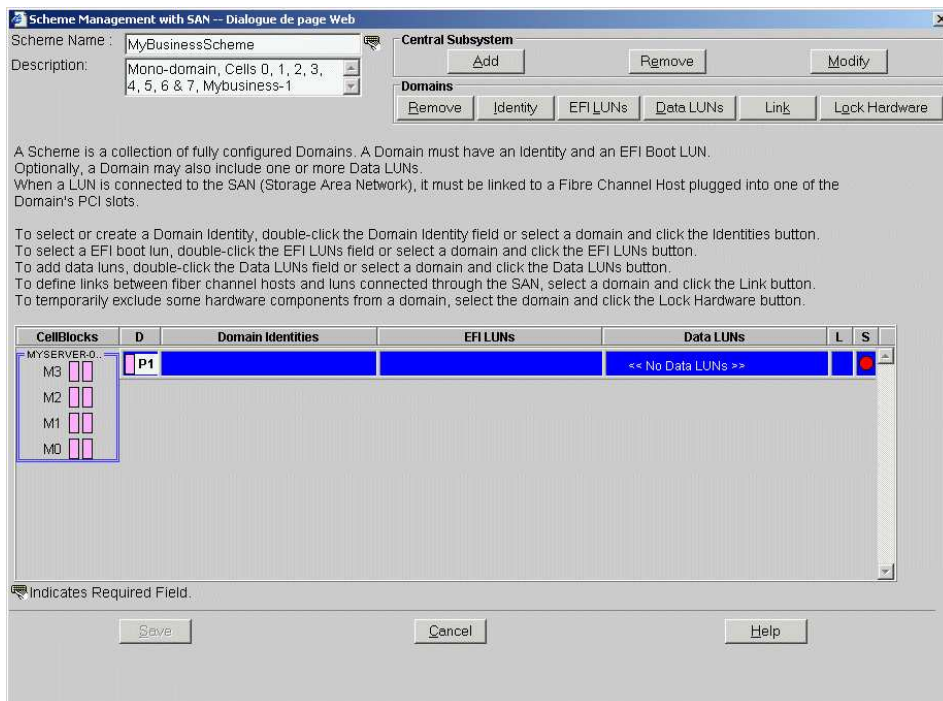 Scheme Management with SAN -- Dialogue de page Web
Scheme Name :
MyBusinessScheme
Description:
Mono-domain, Cells 0, 1, 2, 3,
4, 5, 6 & 7, Mybusiness-1
Central Subsystem
Add
Remove
Modify
Domains
Remove
Identity
EFI LUNs
Data LUNs
Link
Lock Hardware
A Scheme is a collection of fully configured Domains. A Domain must have an Identity and an EFI Boot LUN.
Optionally, a Domain may also include one or more Data LUNs.
When a LUN is connected to the SAN (Storage Area Network), it must be linked to a Fibre Channel Host plugged into one of the
Domain's PCI slots.
To select or create a Domain Identity, double-click the Domain Identity field or select a domain and click the Identities button.
To select a EFI boot lun, double-click the EFI LUNs field or select a domain and click the EFI LUNs button.
To add data luns, double-click the Data LUNs field or select a domain and click the Data LUNs button.
To define links between fiber channel hosts and luns connected through the SAN, select a domain and click the Link button.
To temporarily exclude some hardware components from a domain, select the domain and click the Lock Hardware button.
CellBlocks D Domain Identities EFI LUNs Data LUNs L S
MYSERVER-0..
P1
<< No Data LUNs >>
M3
M2
M1
M0
Indicates Required Field.
Save
Cancel
Help